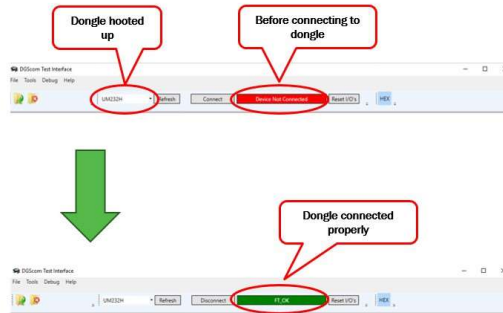 Dongle hooted
up
Before connecting to
dongle
DGScom Test Interface
File Tools Debug Help
UM232H Refresh Connect Device Not Connected Reset I/O's HEX
Dongle connected
properly
DGScom Test Interface
File Tools Debug Help
UM232H Refresh Disconnect FT_OK Reset I/O's HEX